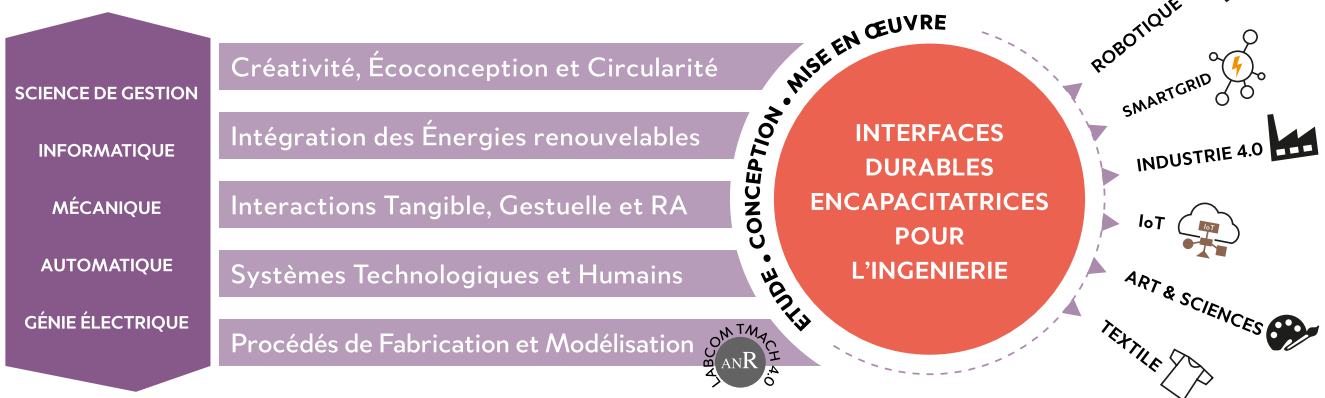 SCIENCE DE GESTION
INFORMATIQUE
MÉCANIQUE
AUTOMATIQUE
GÉNIE ÉLECTRIQUE
Créativité, Écoconception et Circularité
Intégration des Énergies renouvelables
Interactions Tangible, Gestuelle et RA
Systèmes Technologiques et Humains
Procédés de Fabrication et Modélisation
LABCOM TMACH 4.0
ANR
ETUDE • CONCEPTION • MISE EN ŒUVRE
INTERFACES
DURABLES
ENCAPACITATRICES
POUR
L'INGENIERIE
ROBOTIQUE
SMARTGRID
INDUSTRIE 4.0
IoT
IoT
ART & SCIENCES
TEXTILE